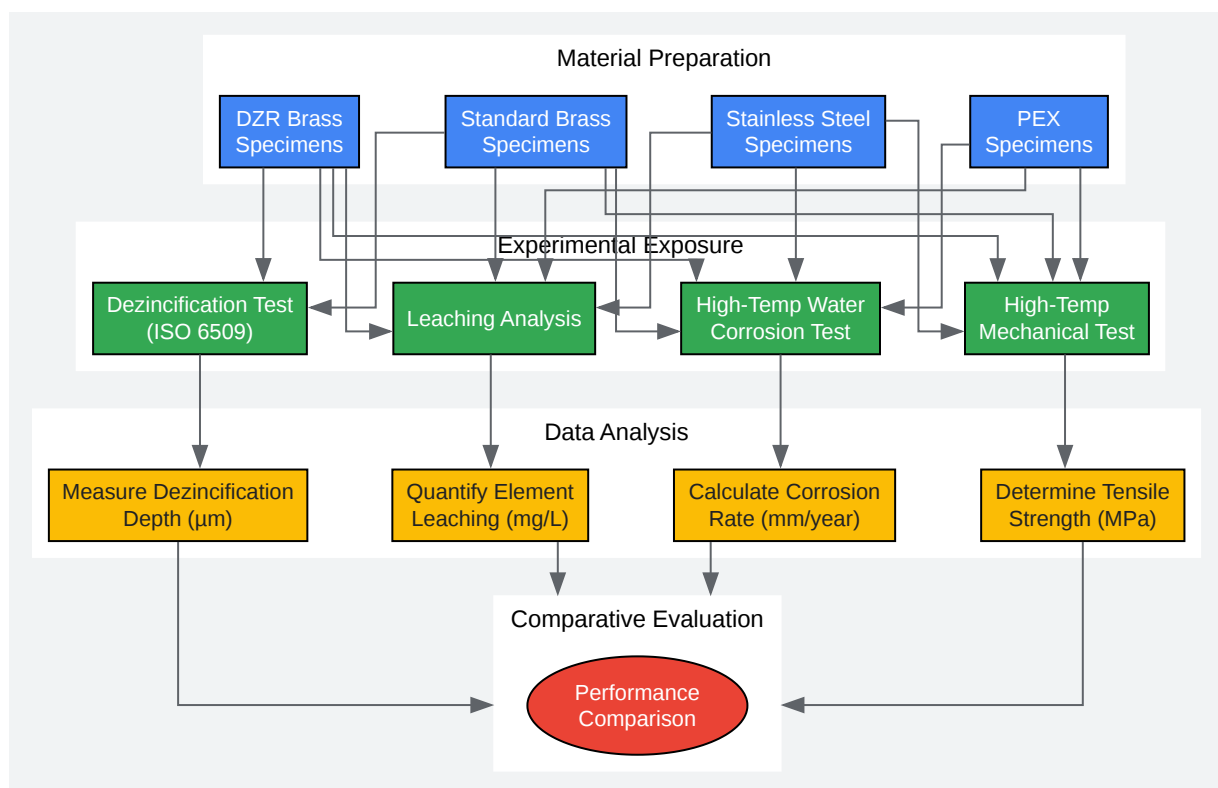 Material Preparation
DZR Brass
Specimens
Standard Brass
Specimens
Stainless Steel
Specimens
PEX
Specimens
Experimental Exposure
Dezincification Test
(ISO 6509)
Leaching Analysis
High-Temp Water
Corrosion Test
High-Temp
Mechanical Test
Data Analysis
Measure Dezincification
Depth (µm)
Quantify Element
Leaching (mg/L)
Calculate Corrosion
Rate (mm/year)
Determine Tensile
Strength (MPa)
Comparative Evaluation
Performance
Comparison